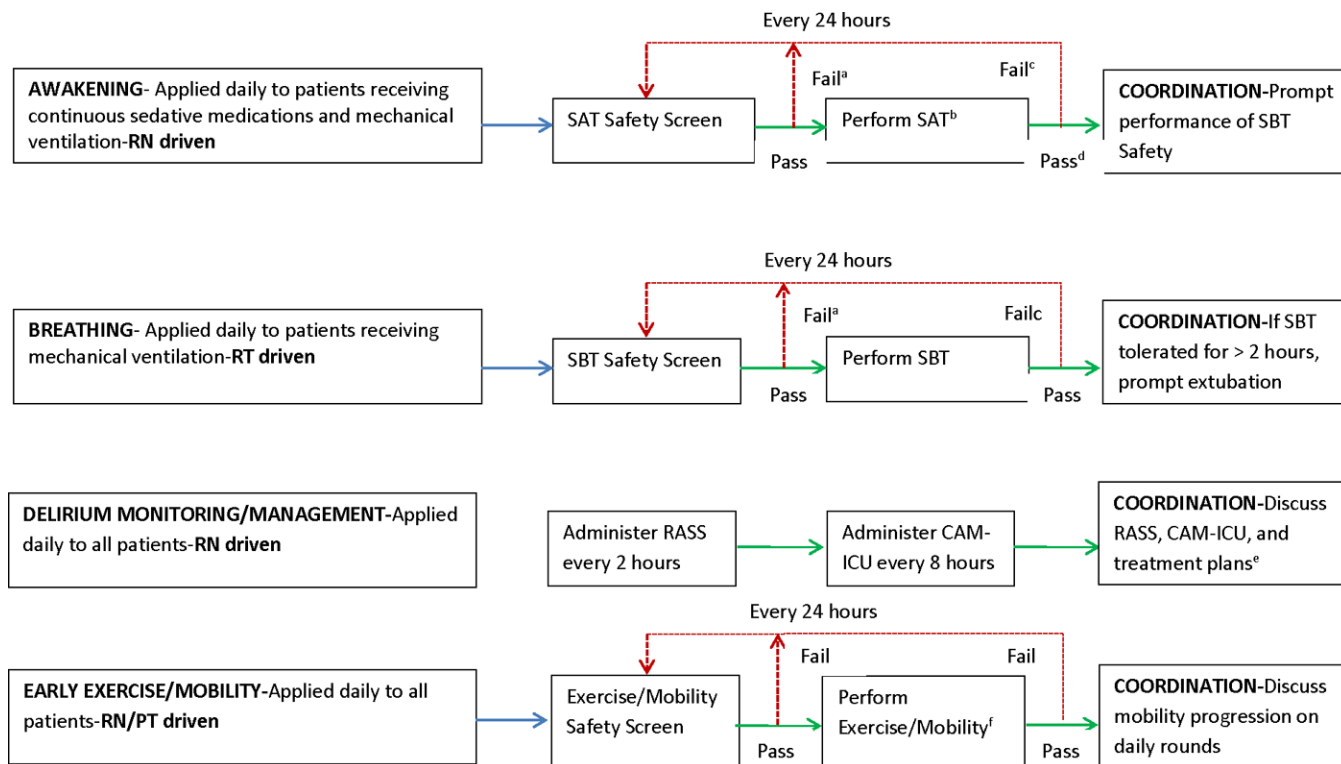 Every 24 hours
AWAKENING- Applied daily to patients receiving
continuous sedative medications and mechanical
ventilation-RN driven
SAT Safety Screen
Failᵃ
Pass
Perform SATᵇ
Failᶜ
Passᵈ
COORDINATION-Prompt
performance of SBT
Safety
Every 24 hours
BREATHING- Applied daily to patients receiving
mechanical ventilation-RT driven
SBT Safety Screen
Failᵃ
Pass
Perform SBT
Failc
Pass
COORDINATION-If SBT
tolerated for > 2 hours,
prompt extubation
DELIRIUM MONITORING/MANAGEMENT-Applied
daily to all patients-RN driven
Administer RASS
every 2 hours
Administer CAM-
ICU every 8 hours
COORDINATION-Discuss
RASS, CAM-ICU, and
treatment plansᵉ
Every 24 hours
EARLY EXERCISE/MOBILITY-Applied daily to all
patients-RN/PT driven
Exercise/Mobility
Safety Screen
Fail
Pass
Perform
Exercise/Mobilityᶠ
Fail
Pass
COORDINATION-Discuss
mobility progression on
daily rounds